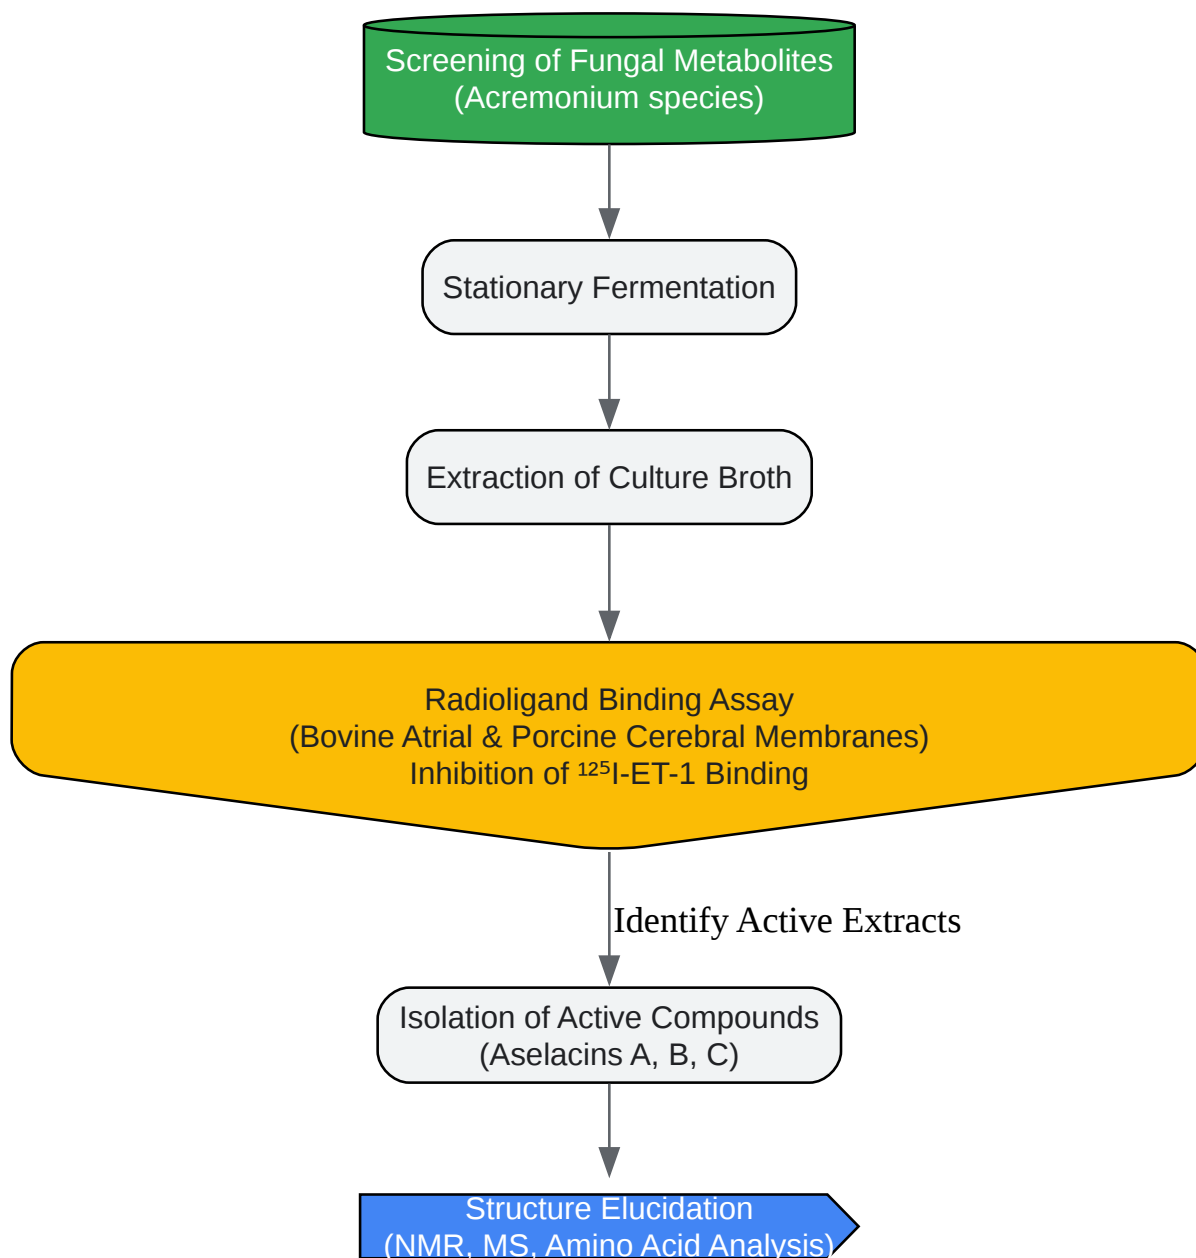 Screening of Fungal Metabolites
(Acremonium species)
Stationary Fermentation
Extraction of Culture Broth
Radioligand Binding Assay
(Bovine Atrial & Porcine Cerebral Membranes)
Inhibition of ¹²⁵I-ET-1 Binding
Identify Active Extracts
Isolation of Active Compounds
(Aselacins A, B, C)
Structure Elucidation
(NMR, MS, Amino Acid Analysis)